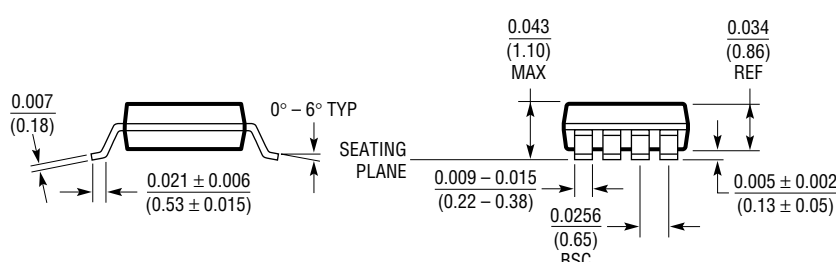 0.007
(0.18)
0.021 ± 0.006
(0.53 ± 0.015)
0° – 6° TYP
SEATING
PLANE
0.043
(1.10)
MAX
0.034
(0.86)
REF
0.009 – 0.015
(0.22 – 0.38)
0.0256
(0.65)
BSC
0.005 ± 0.002
(0.13 ± 0.05)